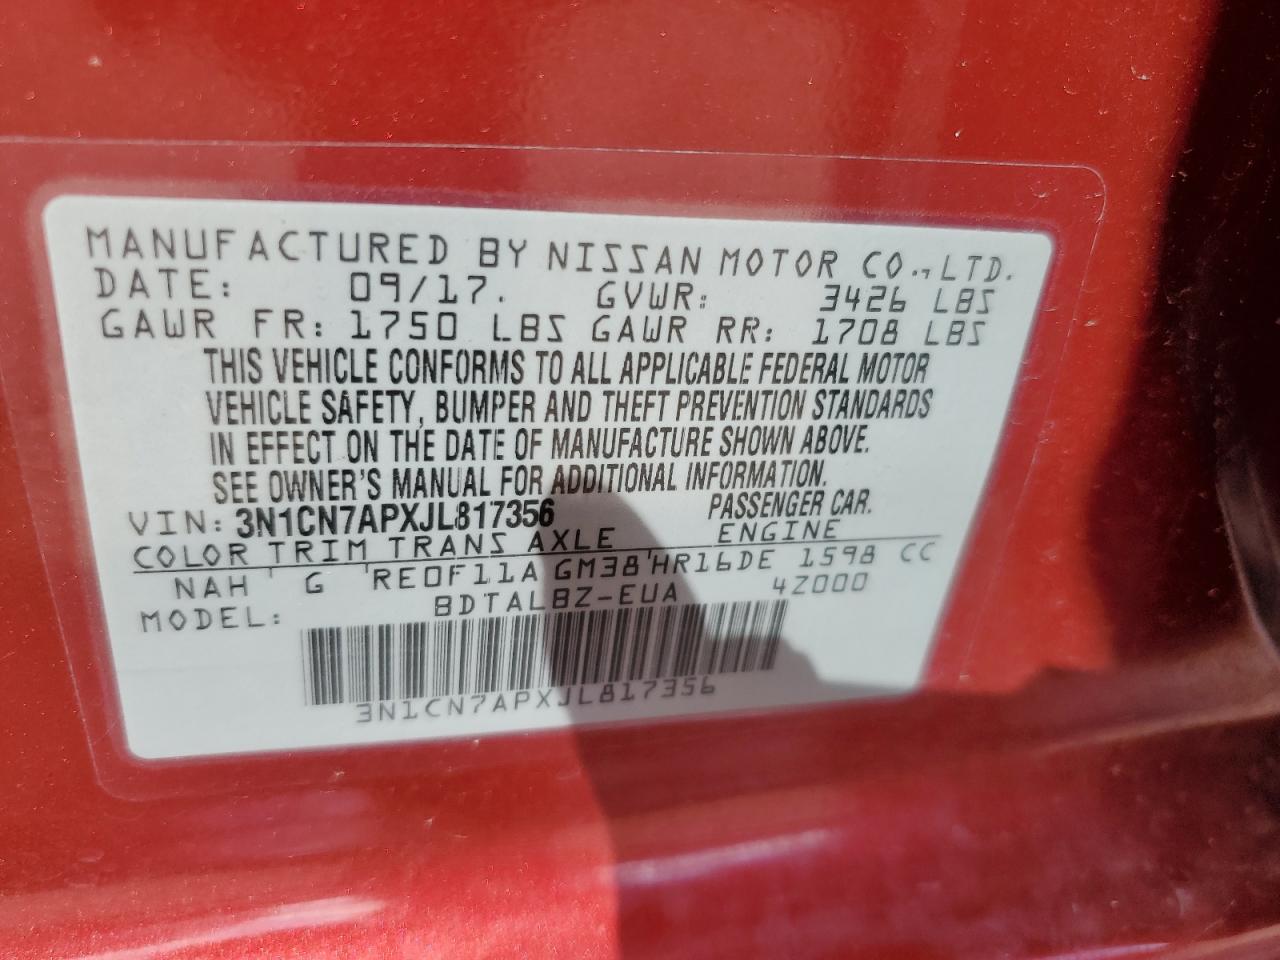 MANUFACTURED BY NISSAN MOTOR CO., LTD.
DATE: 09/17. GVWR: 3426 LBS
GAWR FR: 1750 LBS GAWR RR: 1708 LBS
THIS VEHICLE CONFORMS TO ALL APPLICABLE FEDERAL MOTOR
VEHICLE SAFETY, BUMPER AND THEFT PREVENTION STANDARDS
IN EFFECT ON THE DATE OF MANUFACTURE SHOWN ABOVE.
SEE OWNER'S MANUAL FOR ADDITIONAL INFORMATION.
VIN: 3N1CN7APXJL817356 PASSENGER CAR.
COLOR TRIM TRANS AXLE ENGINE
NAH ' G ' RE0F11A GM38 ' HR16DE 1598 CC
MODEL: BDTALBZ-EUA 4Z000
3N1CN7APXJL817356